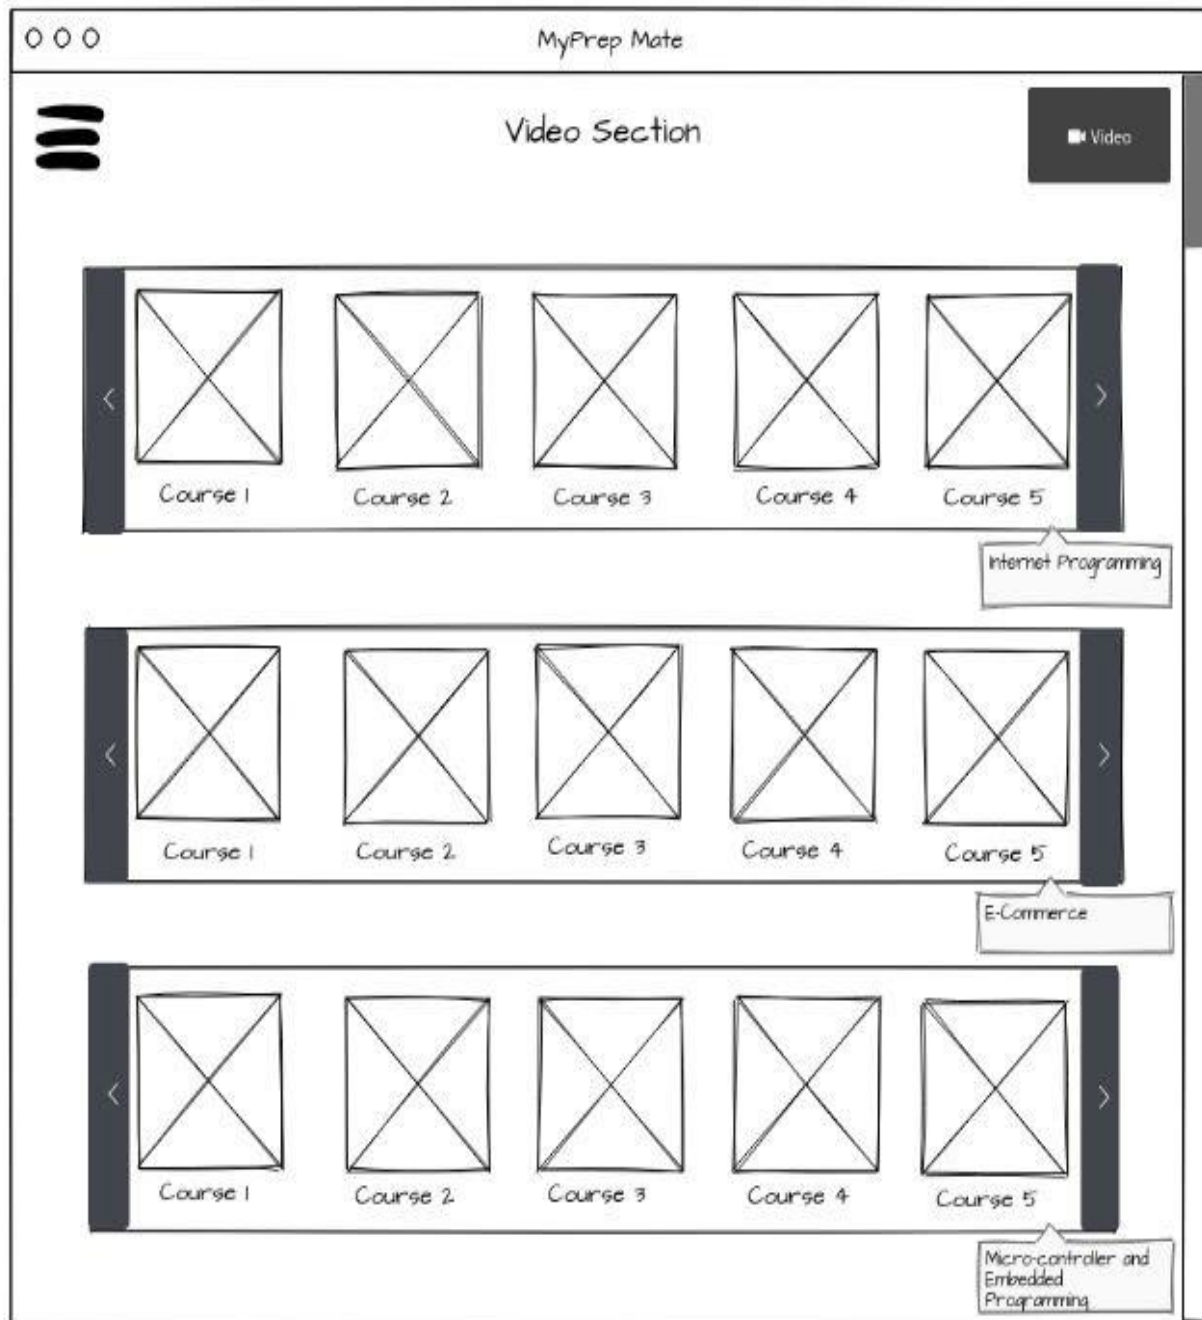 MyPrep Mate
Video Section
Video
Course 1
Course 2
Course 3
Course 4
Course 5
Internet Programming
Course 1
Course 2
Course 3
Course 4
Course 5
E-Commerce
Course 1
Course 2
Course 3
Course 4
Course 5
Micro-controller and
Embedded
Programming